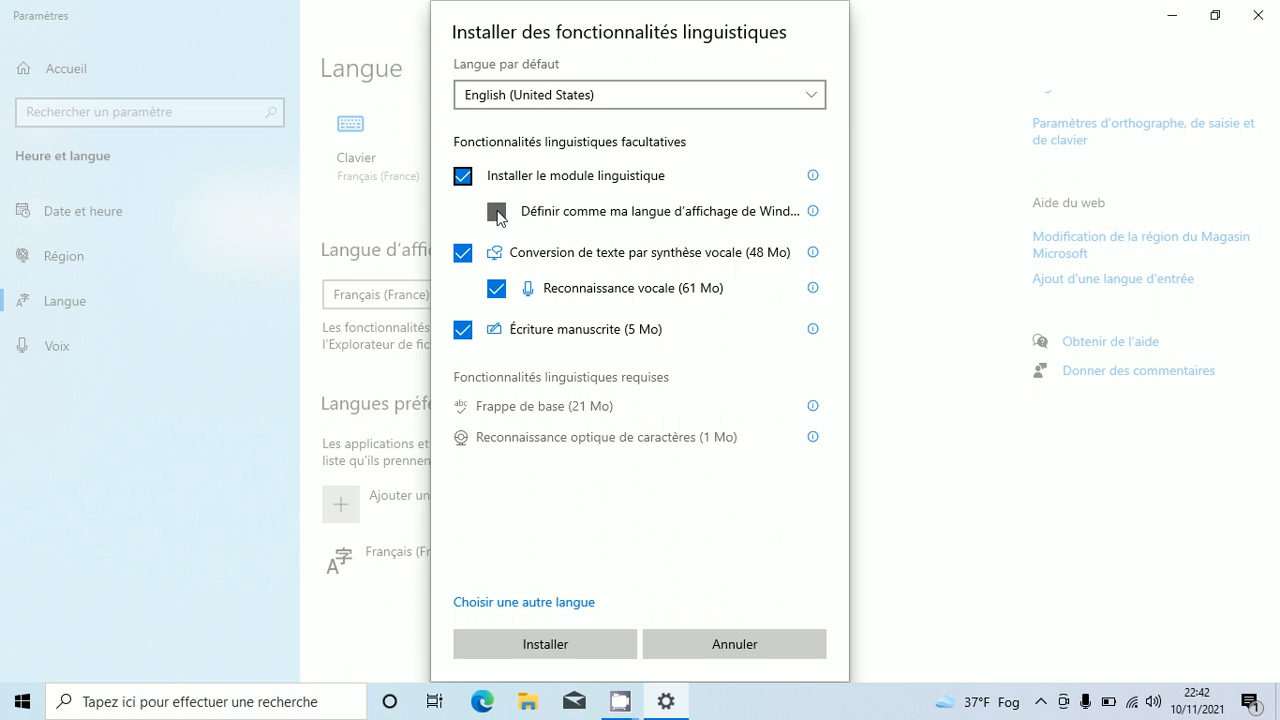 Paramètres
Accueil
Rechercher un paramètre
Heure et langue
Date et heure
Région
Langue
Voix
Langue
Clavier
Français (France)
Langue d'affi
Français (France)
Les fonctionnalités
l'Explorateur de fic
Langues préfé
Les applications et
liste qu'ils prennen
Ajouter un
Français (Fr
Installer des fonctionnalités linguistiques
Langue par défaut
English (United States)
Fonctionnalités linguistiques facultatives
Installer le module linguistique
Définir comme ma langue d'affichage de Wind...
Conversion de texte par synthèse vocale (48 Mo)
Reconnaissance vocale (61 Mo)
Écriture manuscrite (5 Mo)
Fonctionnalités linguistiques requises
abc Frappe de base (21 Mo)
Reconnaissance optique de caractères (1 Mo)
Choisir une autre langue
Installer
Annuler
Paramètres d'orthographe, de saisie et
de clavier
Aide du web
Modification de la région du Magasin
Microsoft
Ajout d'une langue d'entrée
Obtenir de l'aide
Donner des commentaires
Tapez ici pour effectuer une recherche
37°F Fog
22:42
10/11/2021
1